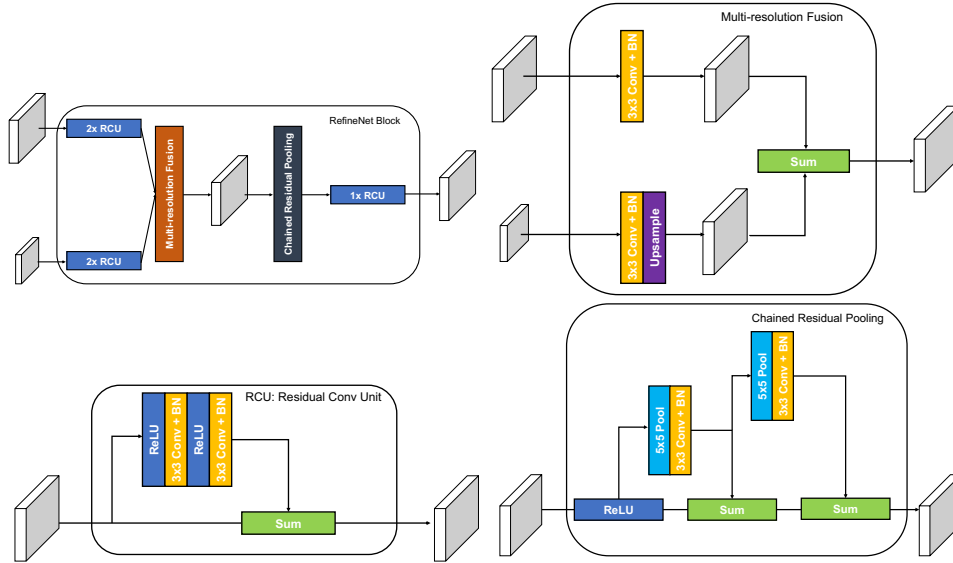 RefineNet Block
2x RCU
2x RCU
Multi-resolution Fusion
Chained Residual Pooling
1x RCU
Multi-resolution Fusion
3x3 Conv + BN
3x3 Conv + BN
Upsample
Sum
RCU: Residual Conv Unit
ReLU
3x3 Conv + BN
ReLU
3x3 Conv + BN
Sum
Chained Residual Pooling
5x5 Pool
3x3 Conv + BN
5x5 Pool
3x3 Conv + BN
ReLU
Sum
Sum